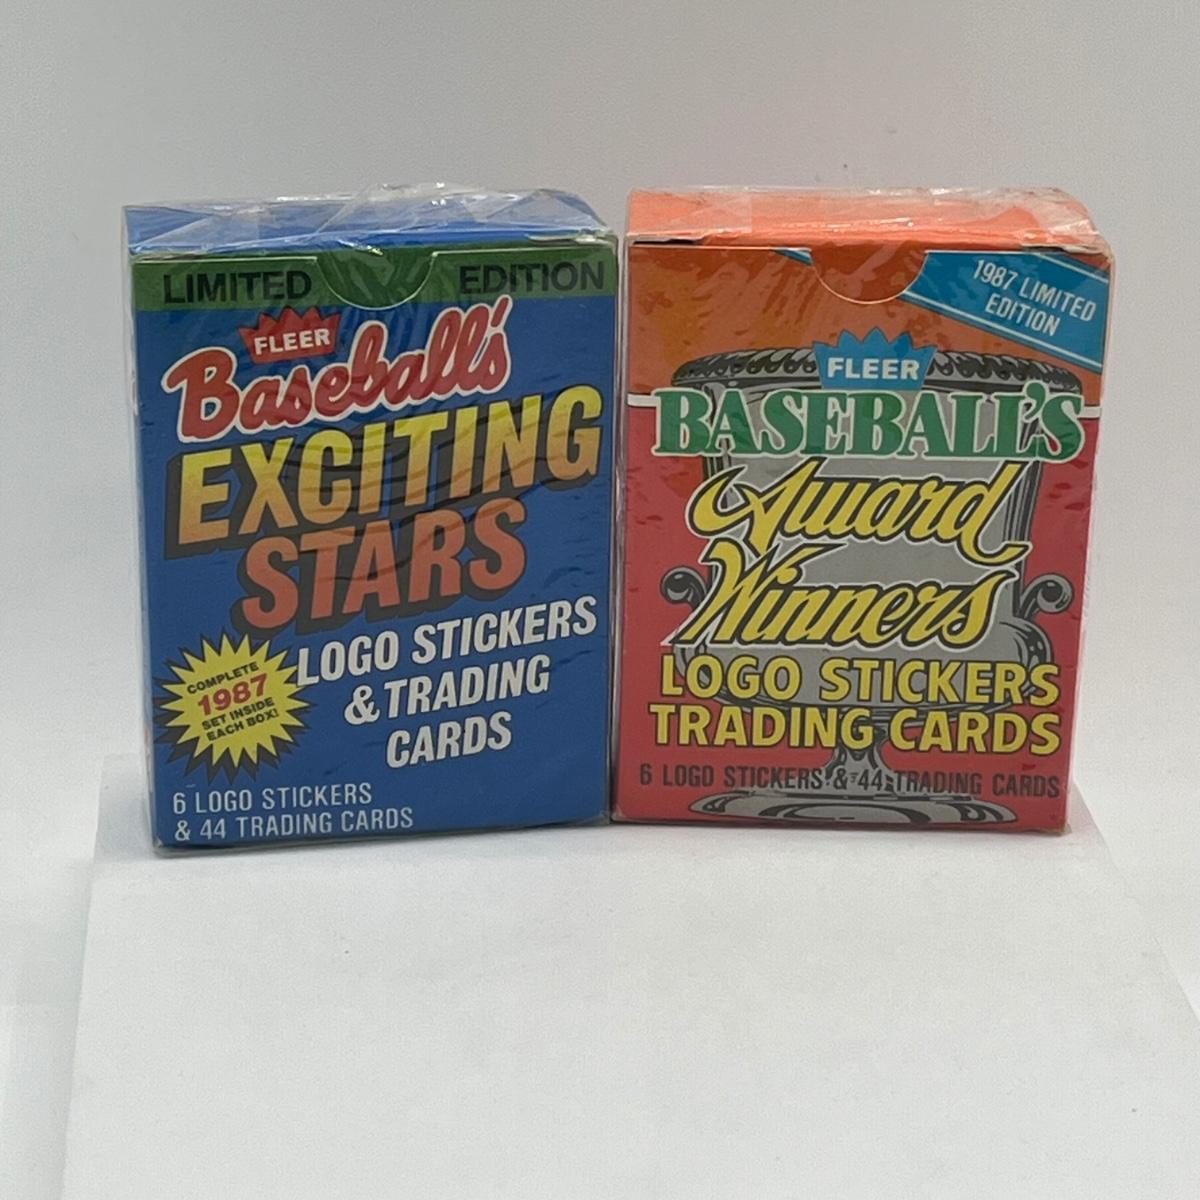 LIMITED EDITION
FLEER
Baseball's
EXCITING
STARS
LOGO STICKERS
& TRADING
CARDS
COMPLETE
1987
SET INSIDE
EACH BOX!
6 LOGO STICKERS
& 44 TRADING CARDS
1987 LIMITED
EDITION
FLEER
BASEBALL'S
Award
Winners
LOGO STICKERS
TRADING CARDS
6 LOGO STICKERS & 44 TRADING CARDS